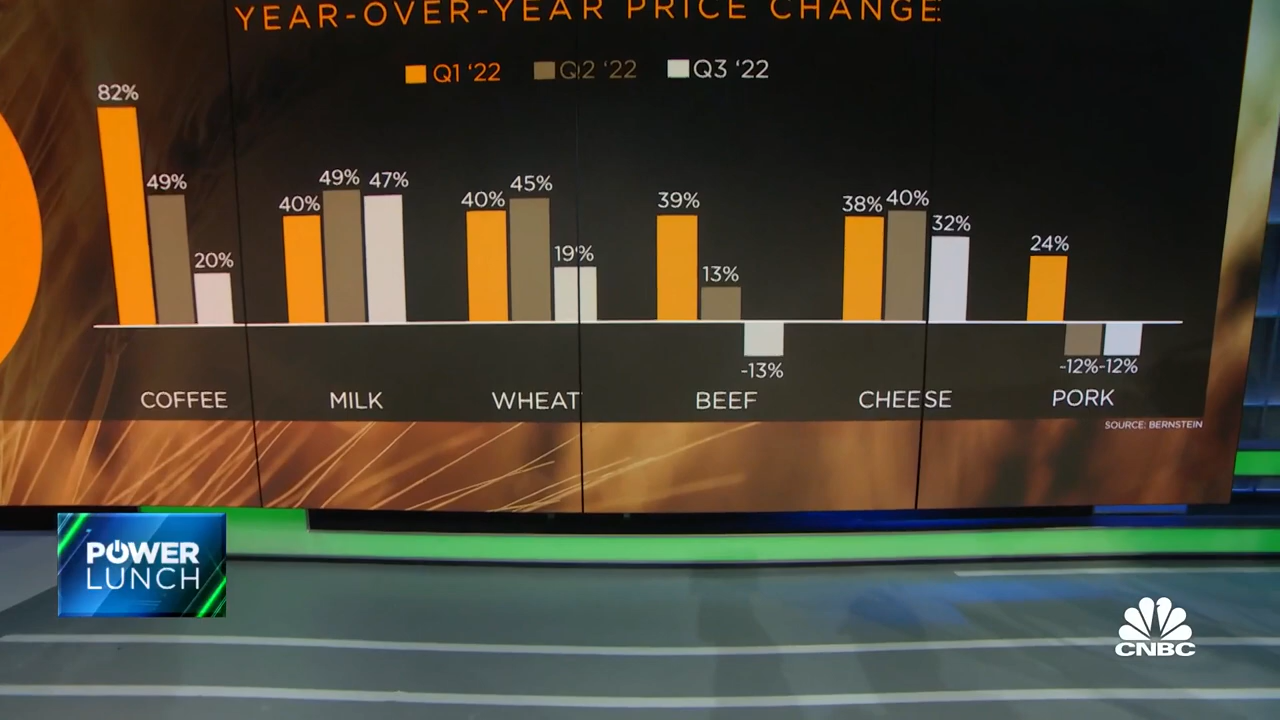 YEAR-OVER-YEAR PRICE CHANGE
Q1 '22 Q2 '22 Q3 '22
82% 49% 20%
40% 49% 47%
40% 45% 19%
39% 13% -13%
38% 40% 32%
24% -12% -12%
COFFEE MILK WHEAT BEEF CHEESE PORK
SOURCE: BERNSTEIN
POWER
LUNCH
CNBC